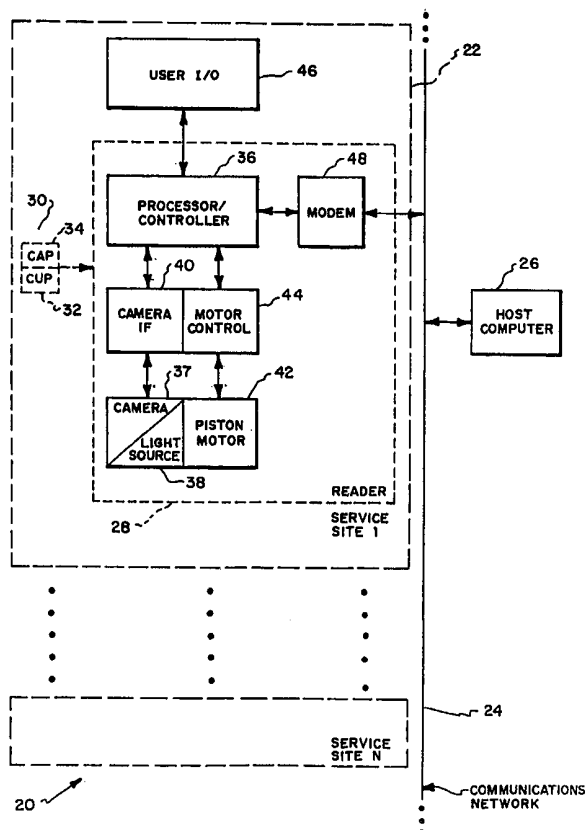 22
USER I/O
46
36
48
PROCESSOR/
CONTROLLER
MODEM
30
34
CAP
CUP
32
40
26
CAMERA
IF
MOTOR
CONTROL
44
HOST
COMPUTER
37
42
CAMERA
LIGHT
SOURCE
PISTON
MOTOR
38
READER
28
SERVICE
SITE 1
24
SERVICE
SITE N
20
COMMUNICATIONS
NETWORK